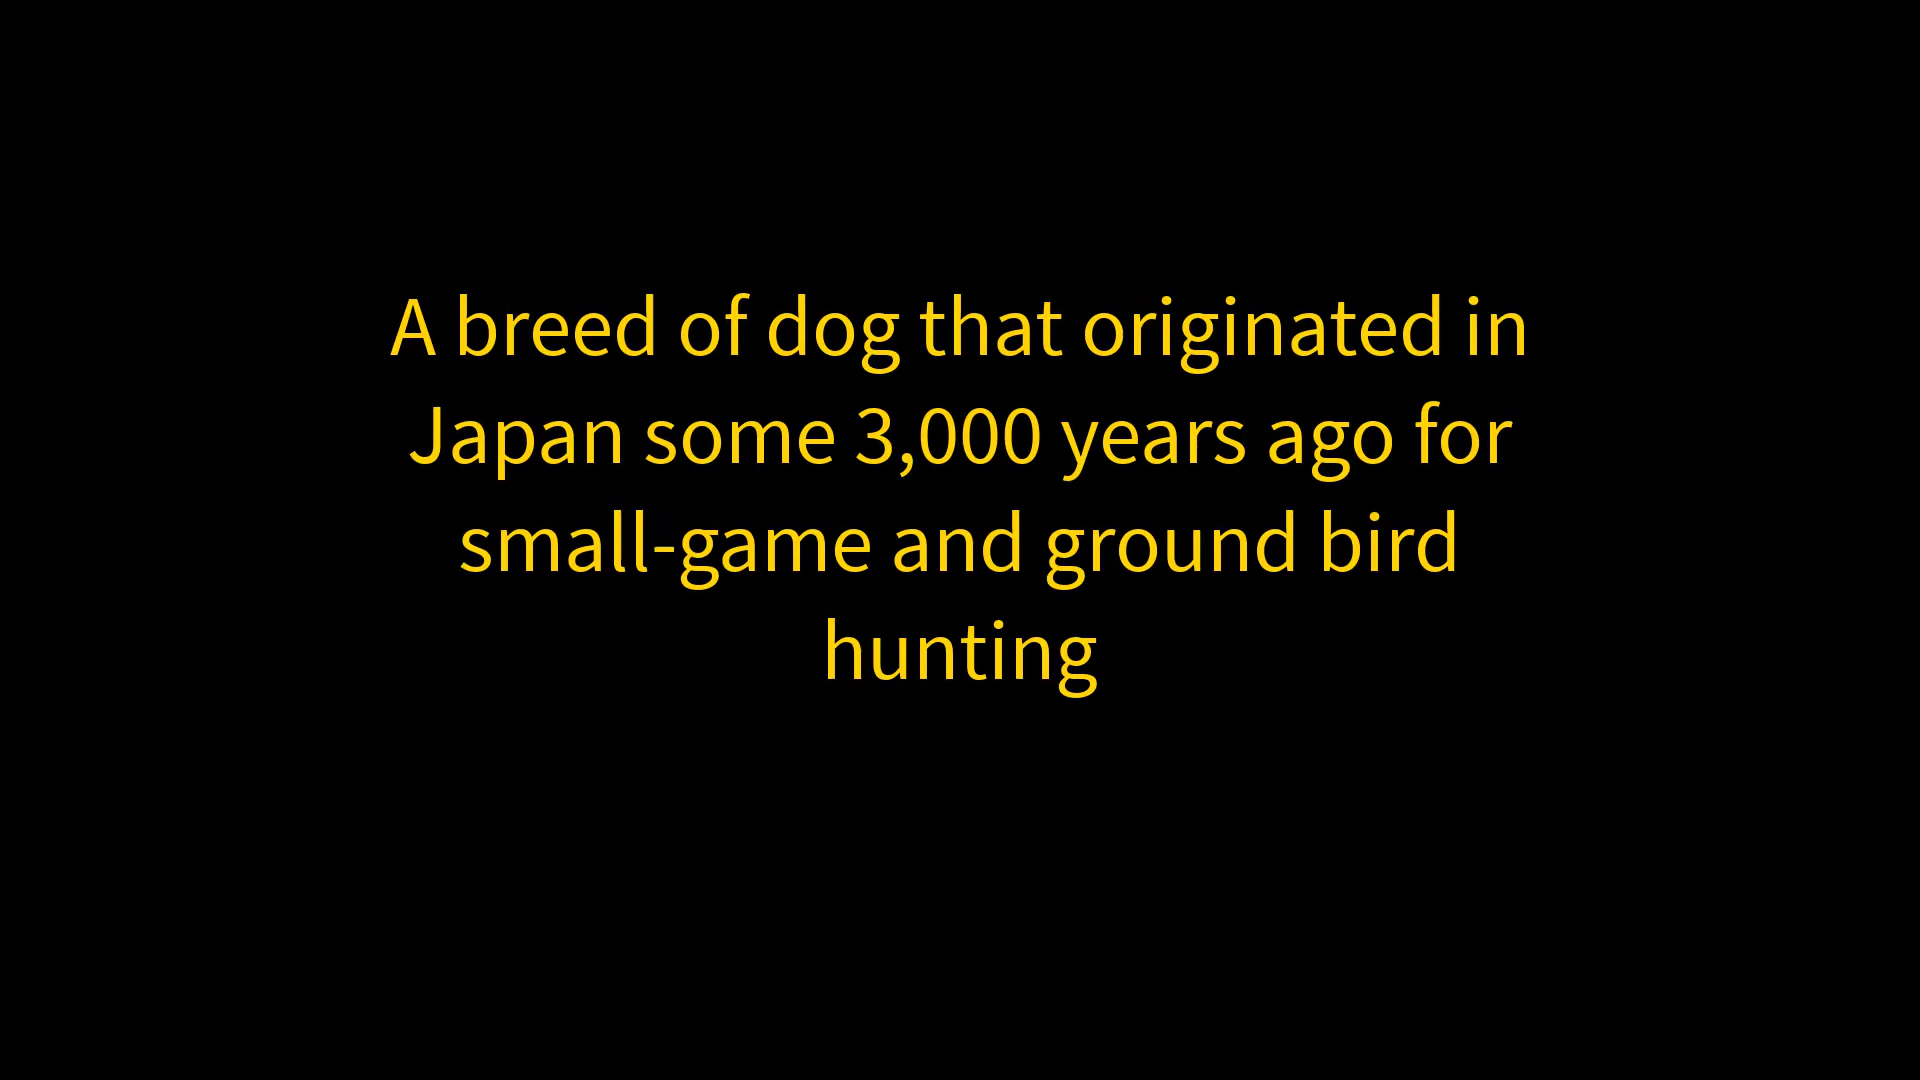 A breed of dog that originated in
Japan some 3,000 years ago for
small-game and ground bird
hunting